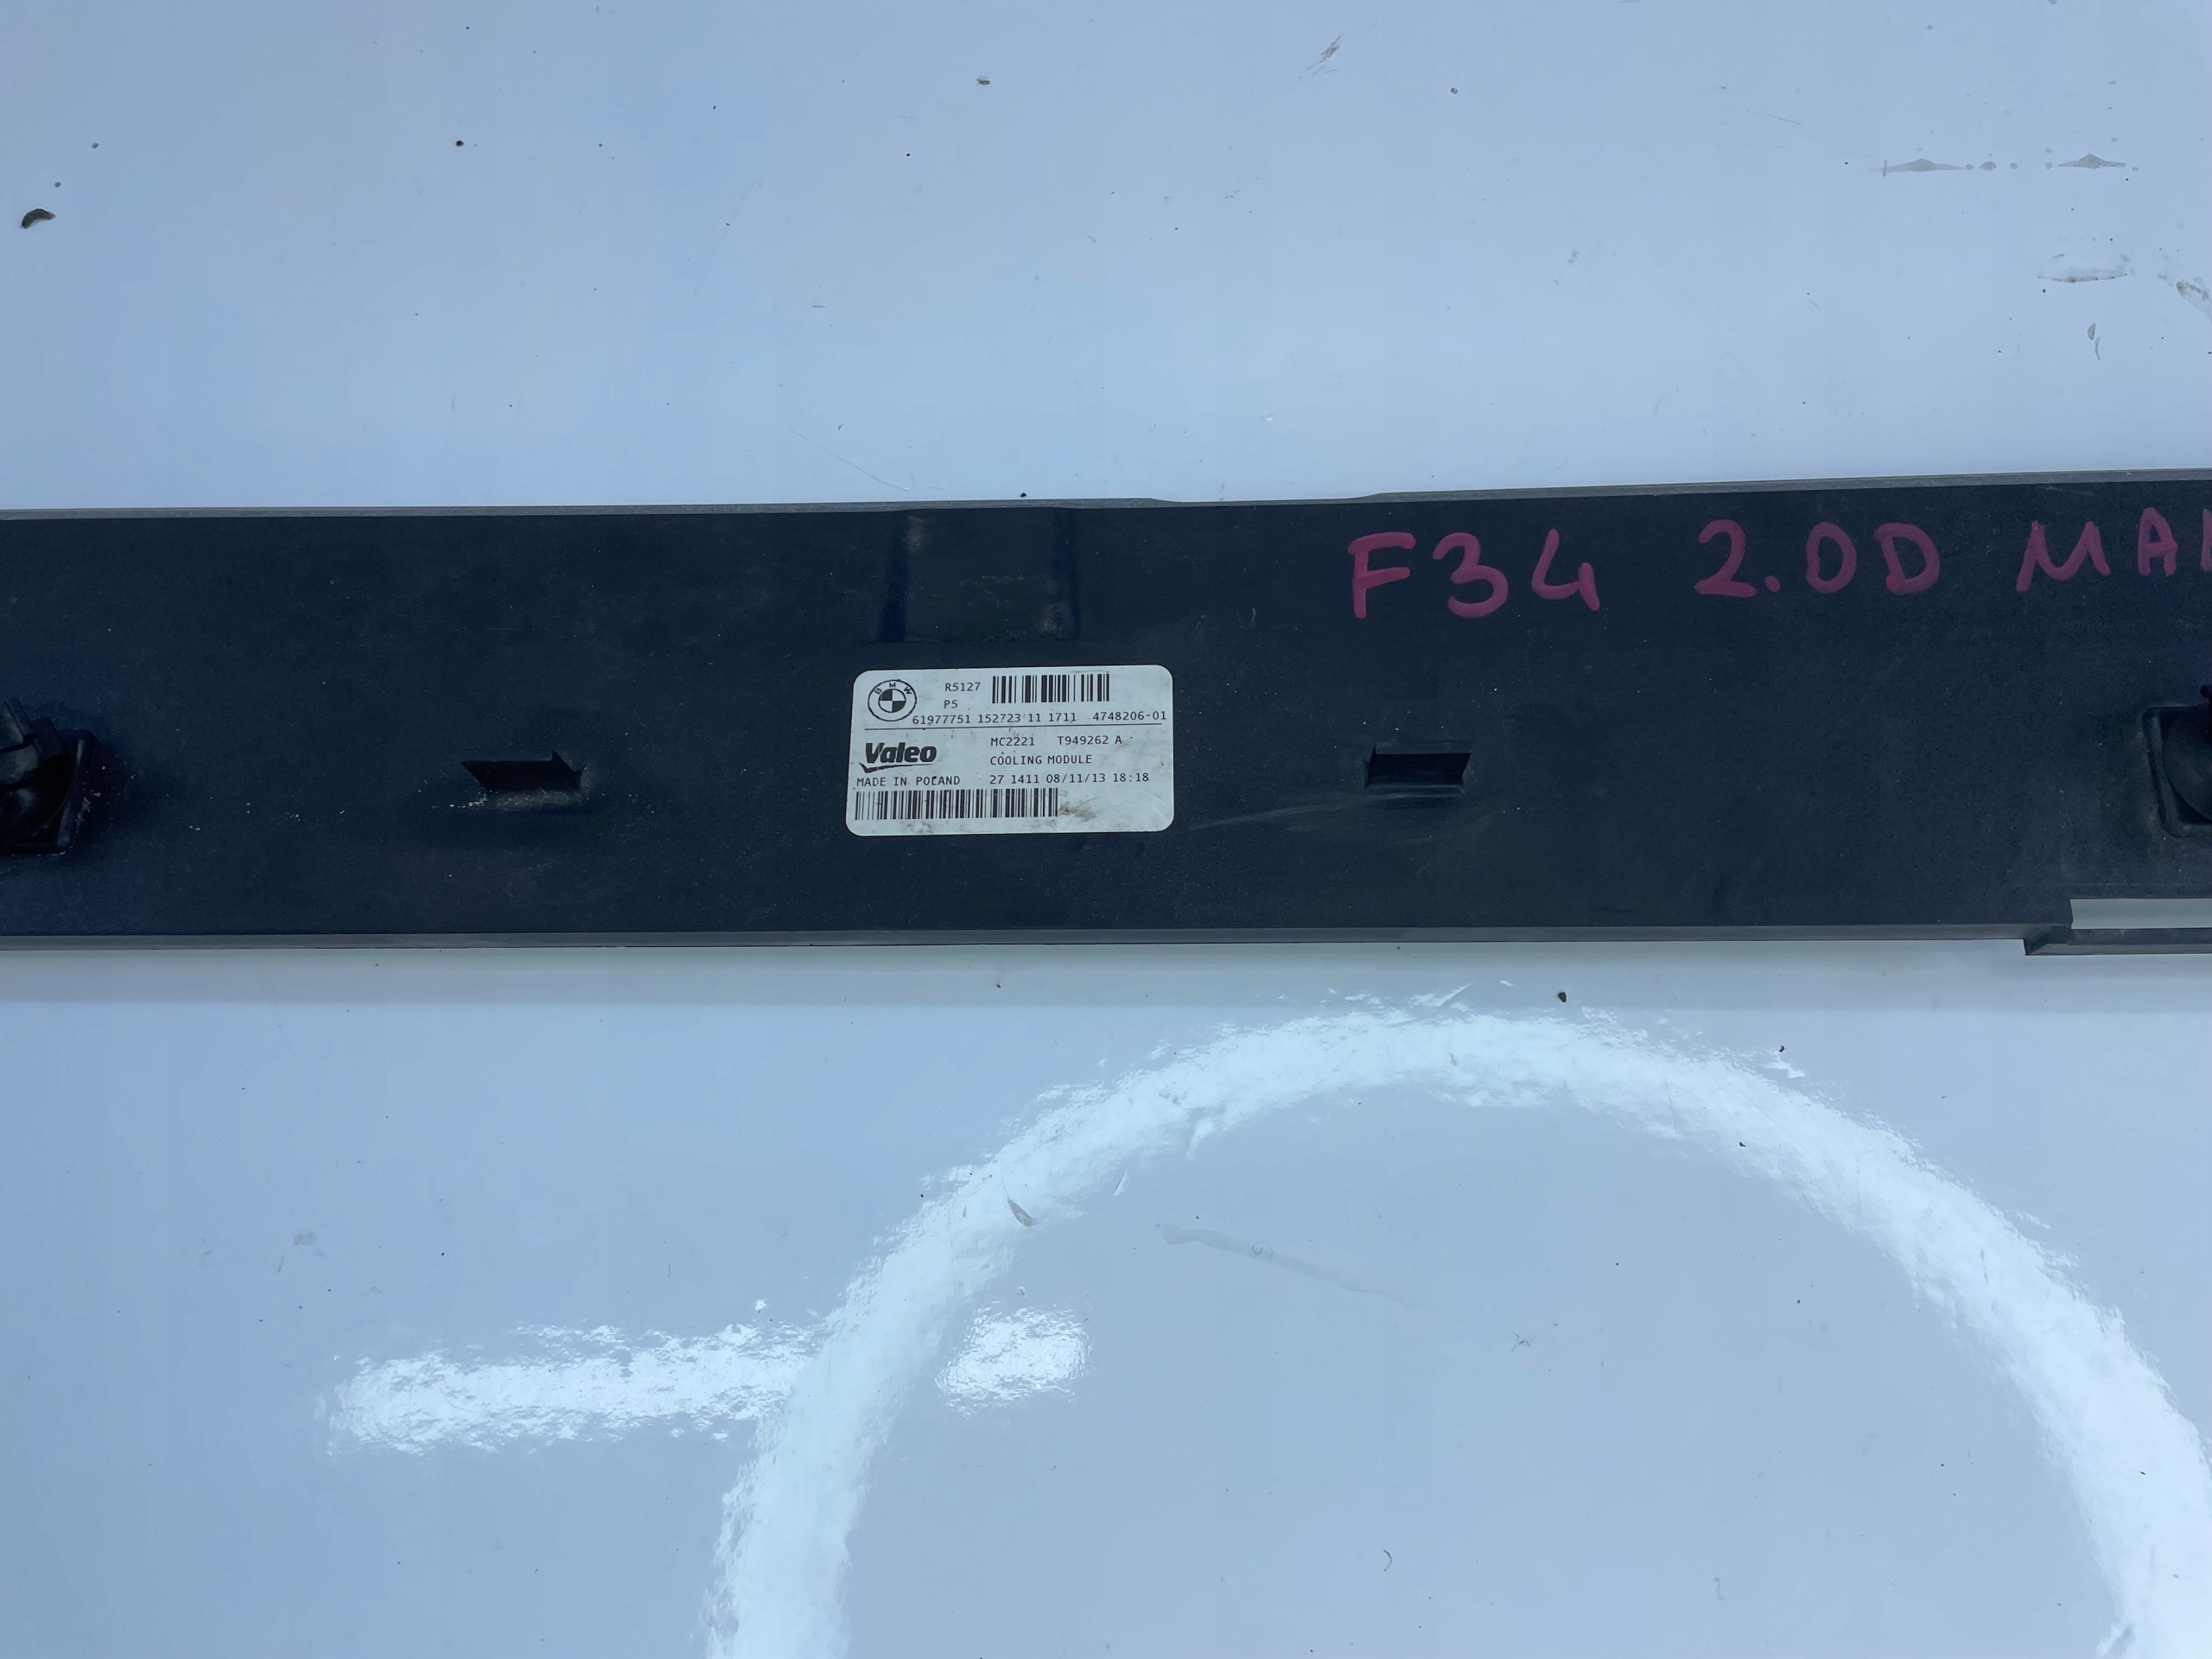 F34 2.0D MAN
BMW
R5127
P5
61977751 152723 11 1711 4748206-01
Valeo
MC2221 T949262 A
COOLING MODULE
MADE IN POLAND 27 1411 08/11/13 18:18